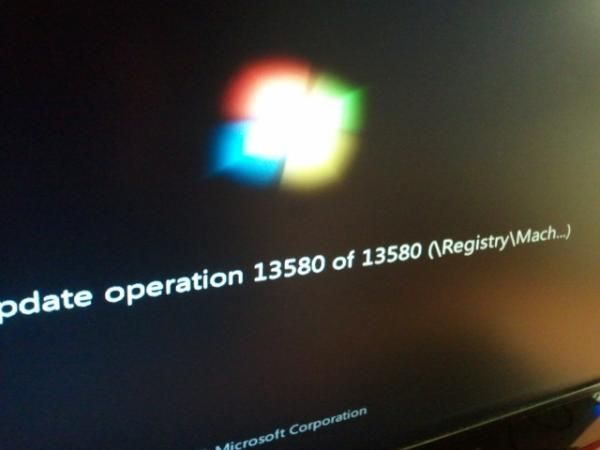 pdate operation 13580 of 13580 (\Registry\Mach...)
Microsoft Corporation